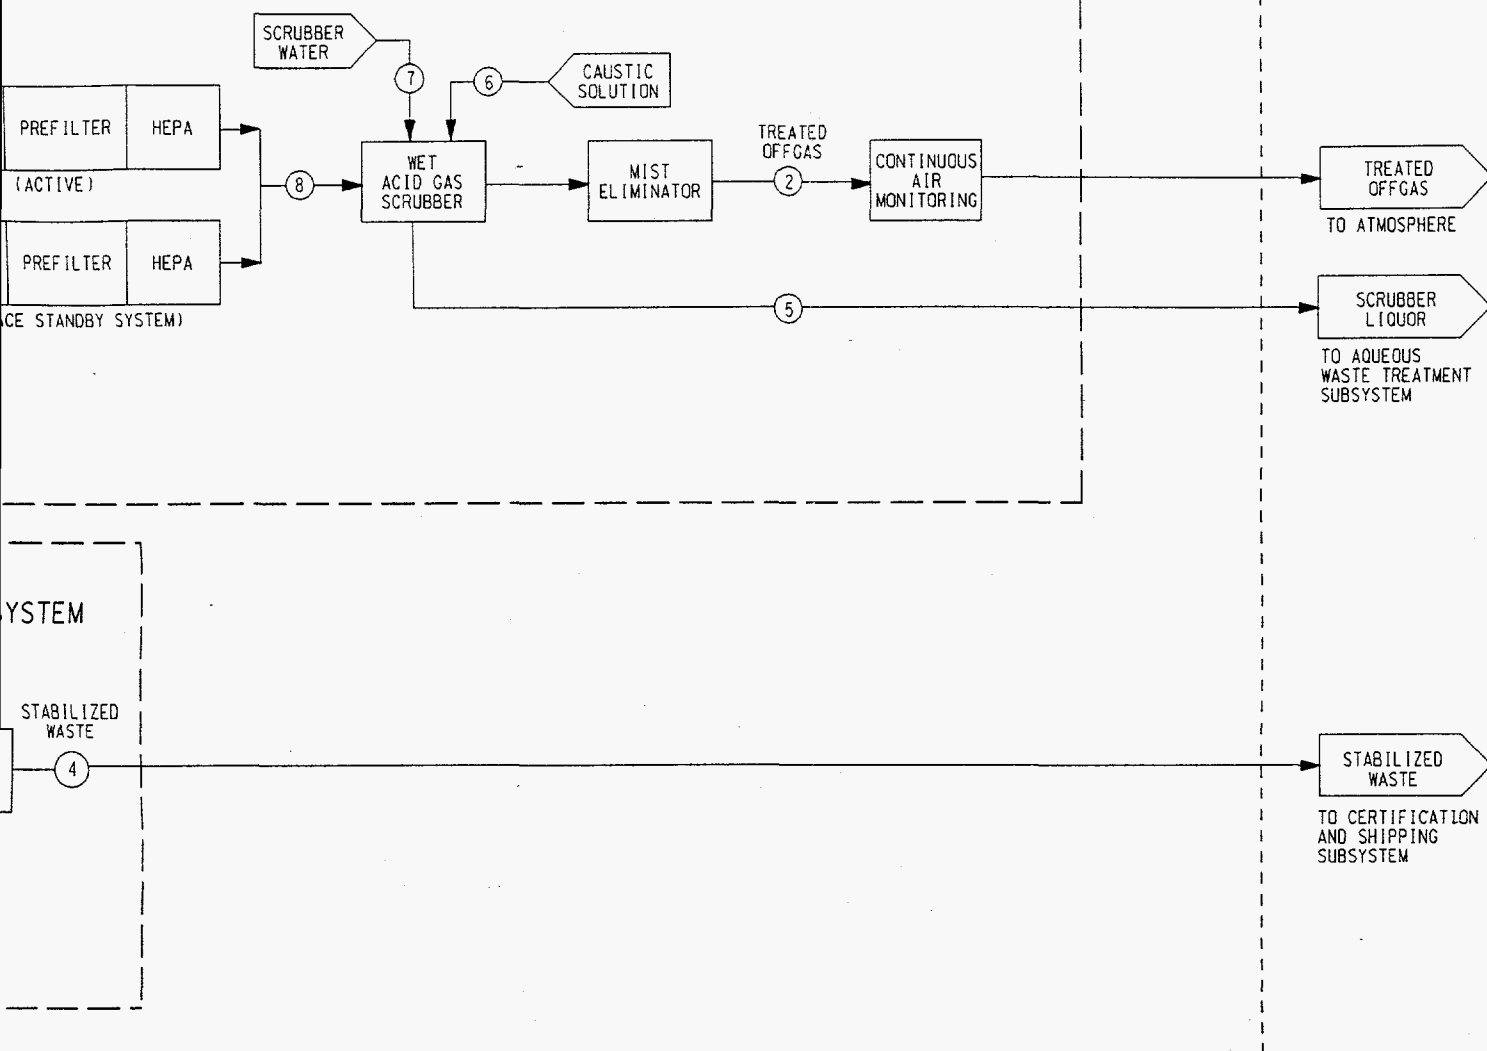 SCRUBBER
WATER
7
6
CAUSTIC
SOLUTION
PREFILTER
HEPA
(ACTIVE)
8
WET
ACID GAS
SCRUBBER
MIST
ELIMINATOR
TREATED
OFFGAS
2
CONTINUOUS
AIR
MONITORING
TREATED
OFFGAS
TO ATMOSPHERE
PREFILTER
HEPA
STANDBY SYSTEM)
5
SCRUBBER
LIQUOR
TO AQUEOUS
WASTE TREATMENT
SUBSYSTEM
YSTEM
STABILIZED
WASTE
4
STABILIZED
WASTE
TO CERTIFICATION
AND SHIPPING
SUBSYSTEM